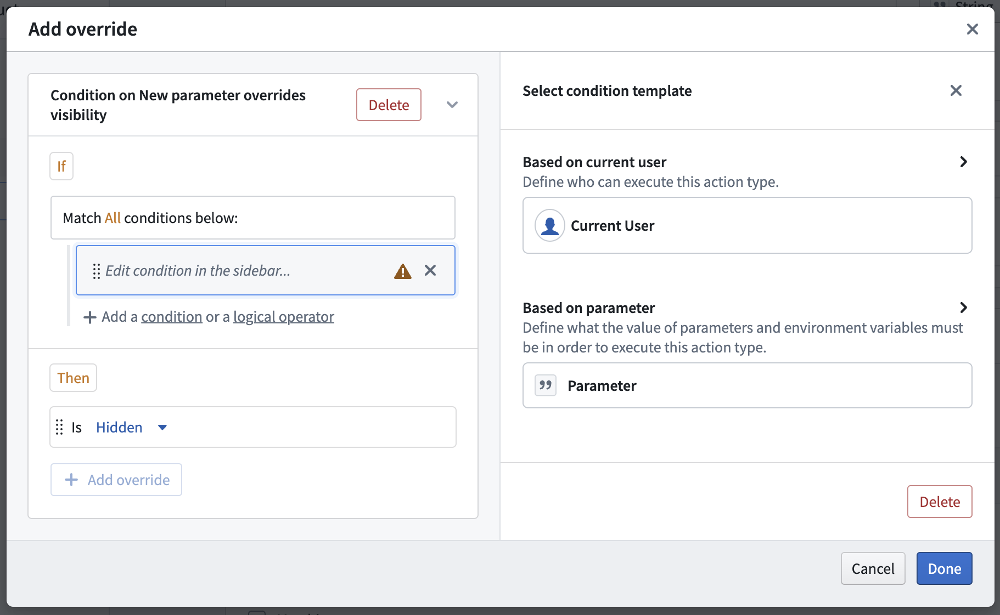 String
Add override
Condition on New parameter overrides
visibility
Delete
If
Match All conditions below:
Edit condition in the sidebar...
Add a condition or a logical operator
Then
Is Hidden
Add override
Select condition template
Based on current user
Define who can execute this action type.
Current User
Based on parameter
Define what the value of parameters and environment variables must
be in order to execute this action type.
Parameter
Delete
Cancel
Done